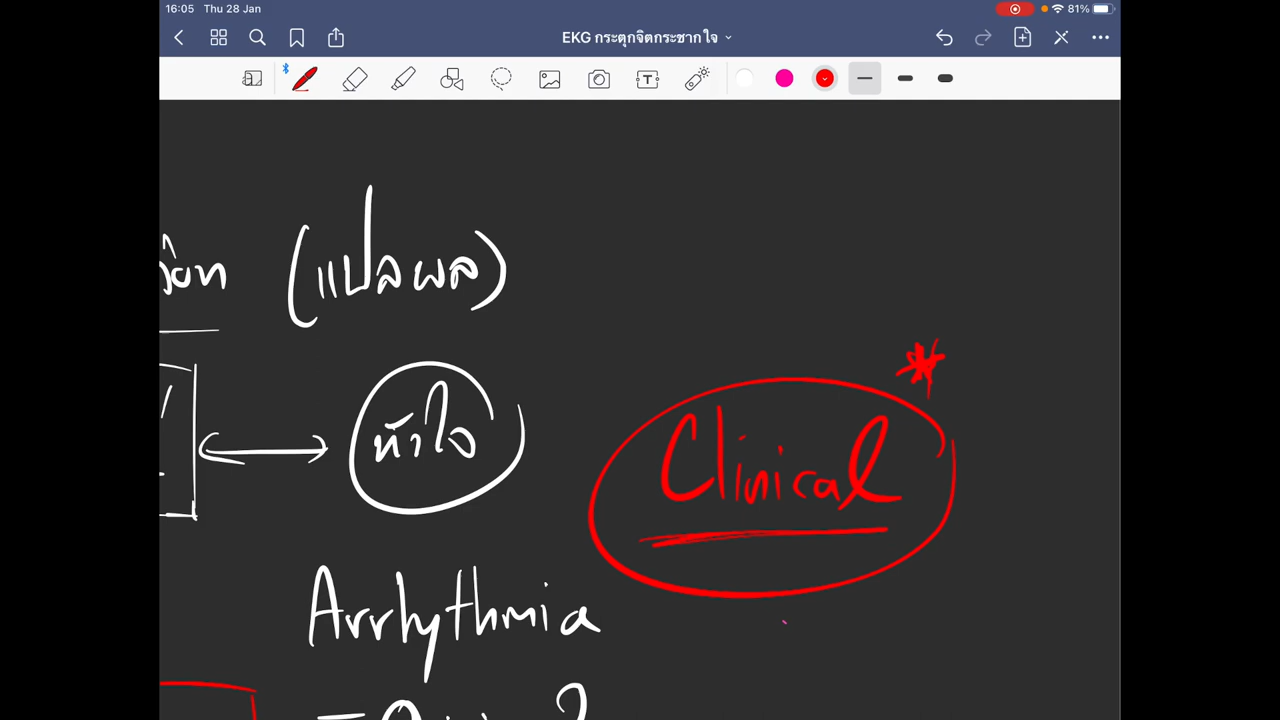 16:05 Thu 28 Jan
81%
EKG กระตุกจิตกระชากใจ
(แปลผล)
หัวใจ
Clinical
Arrhythmia